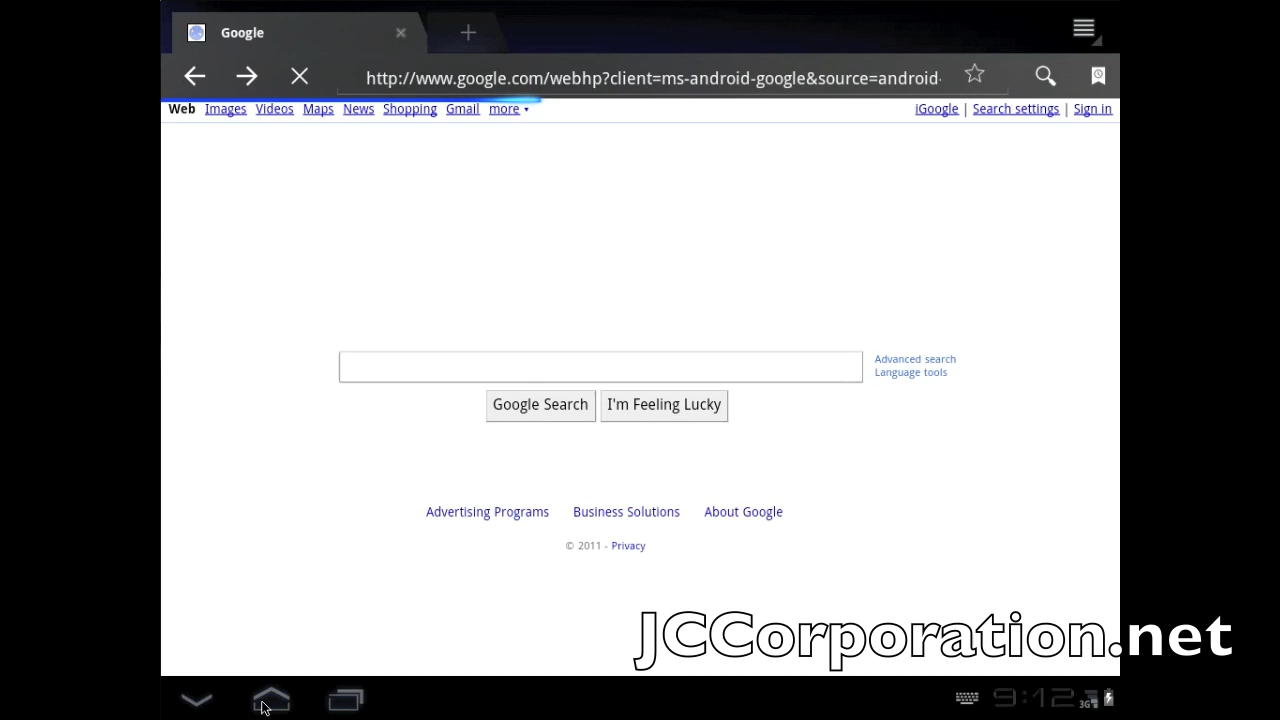 Google
http://www.google.com/webhp?client=ms-android-google&source=android-
Web Images Videos Maps News Shopping Gmail more iGoogle | Search settings | Sign in
Advanced search
Language tools
Google Search I'm Feeling Lucky
Advertising Programs Business Solutions About Google
© 2011 - Privacy
JCCorporation.net
9:12 3G